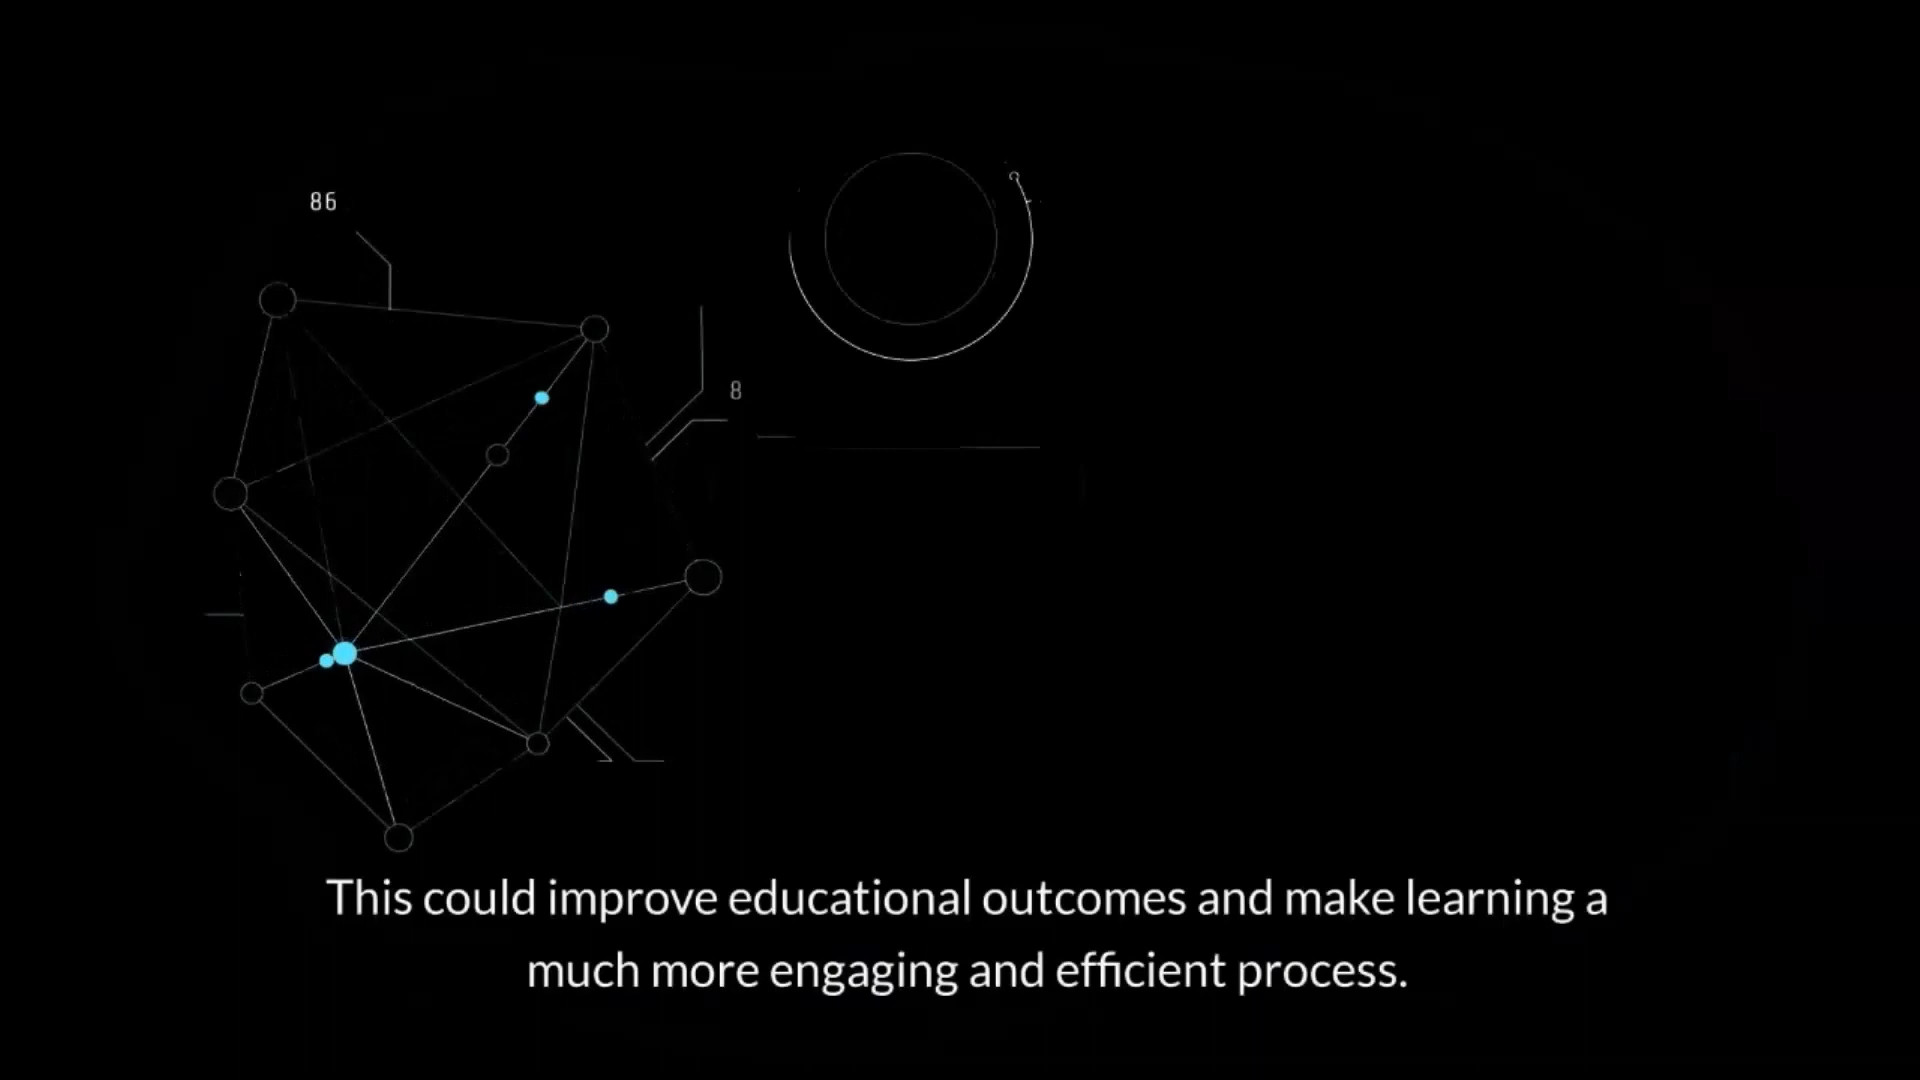 86
8
This could improve educational outcomes and make learning a
much more engaging and efficient process.